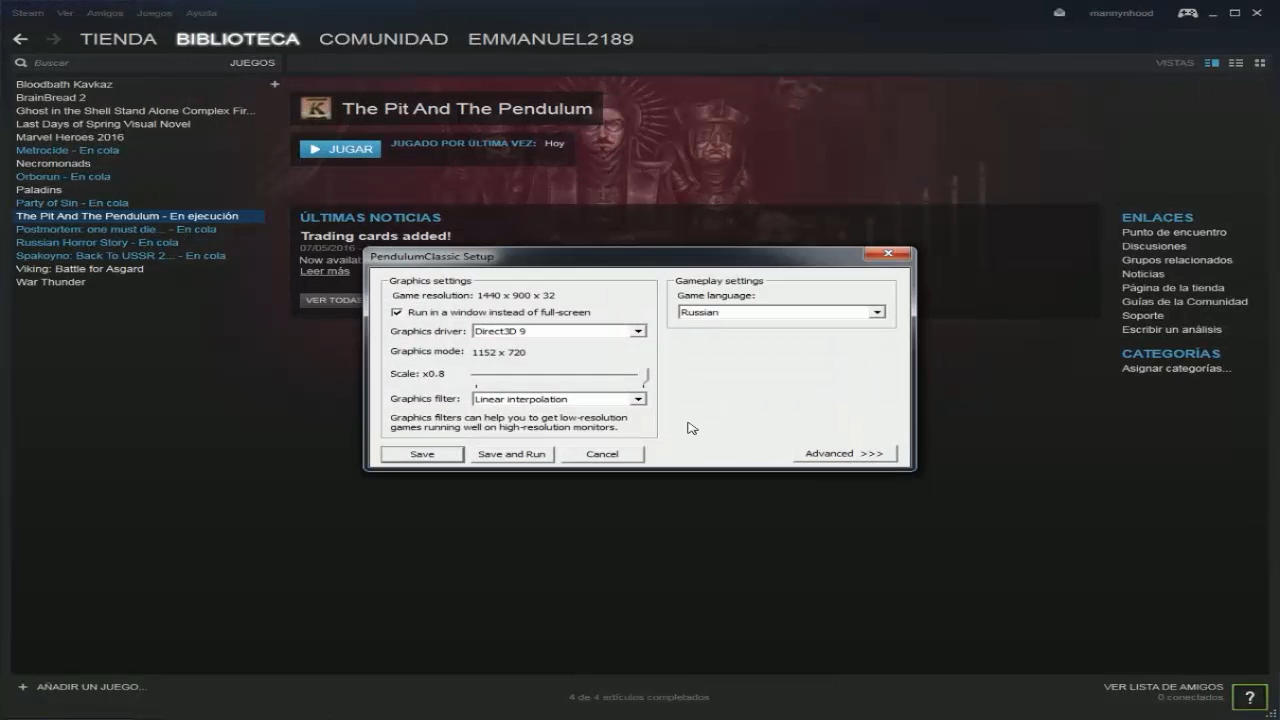 Steam Ver Amigos Juegos Ayuda
mannynhood
TIENDA BIBLIOTECA COMUNIDAD EMMANUEL2189
Buscar JUEGOS
VISTAS
Bloodbath Kavkaz
BrainBread 2
Ghost in the Shell Stand Alone Complex Fir...
Last Days of Spring Visual Novel
Marvel Heroes 2016
Metrocide - En cola
Necromonads
Orborun - En cola
Paladins
Party of Sin - En cola
The Pit And The Pendulum - En ejecución
Postmortem: one must die... - En cola
Russian Horror Story - En cola
Spakoyno: Back To USSR 2... - En cola
Viking: Battle for Asgard
War Thunder
The Pit And The Pendulum
JUGAR
JUGADO POR ÚLTIMA VEZ: Hoy
ÚLTIMAS NOTICIAS
Trading cards added!
07/05/2016 -
Now availa
Leer más
VER TODAS
PendulumClassic Setup
Graphics settings
Game resolution: 1440 x 900 x 32
Run in a window instead of full-screen
Graphics driver: Direct3D 9
Graphics mode: 1152 x 720
Scale: x0.8
Graphics filter: Linear interpolation
Graphics filters can help you to get low-resolution
games running well on high-resolution monitors.
Save Save and Run Cancel
Gameplay settings
Game language:
Russian
Advanced >>>
ENLACES
Punto de encuentro
Discusiones
Grupos relacionados
Noticias
Página de la tienda
Guías de la Comunidad
Soporte
Escribir un análisis
CATEGORÍAS
Asignar categorías...
+ AÑADIR UN JUEGO...
4 de 4 artículos completados
VER LISTA DE AMIGOS
0 conectados
?